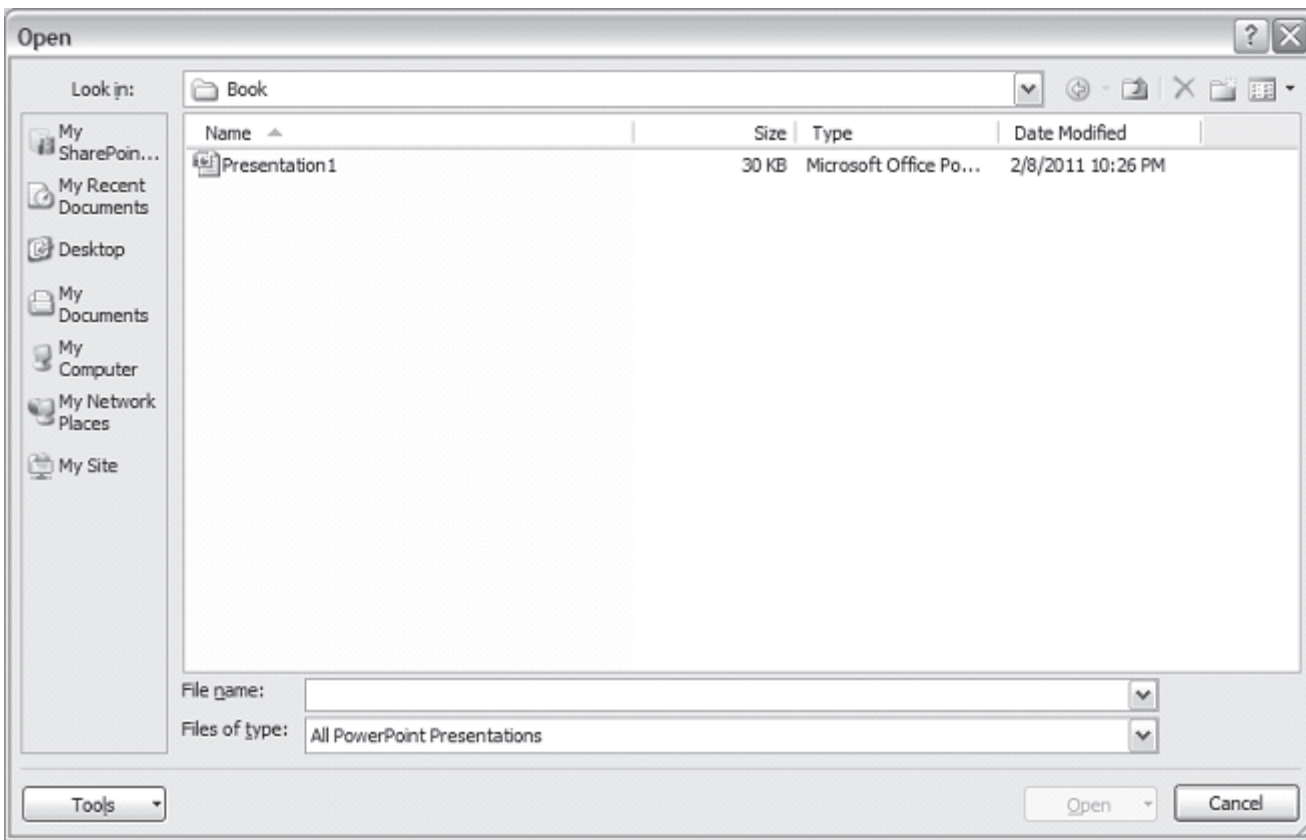 Open
Look in:
Book
My
SharePoin...
My Recent
Documents
Desktop
My
Documents
My
Computer
My Network
Places
My Site
Name Size Type Date Modified
Presentation1 30 KB Microsoft Office Po... 2/8/2011 10:26 PM
File name:
Files of type: All PowerPoint Presentations
Tools Open Cancel